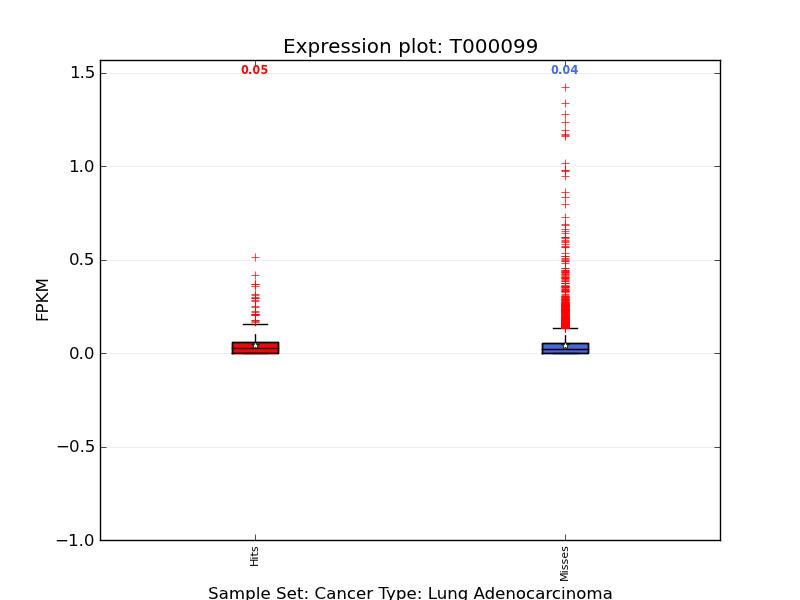 Expression plot: T000099
0.05
0.04
1.5
1.0
0.5
0.0
−0.5
−1.0
FPKM
Hits
Misses
Sample Set: Cancer Type: Lung Adenocarcinoma